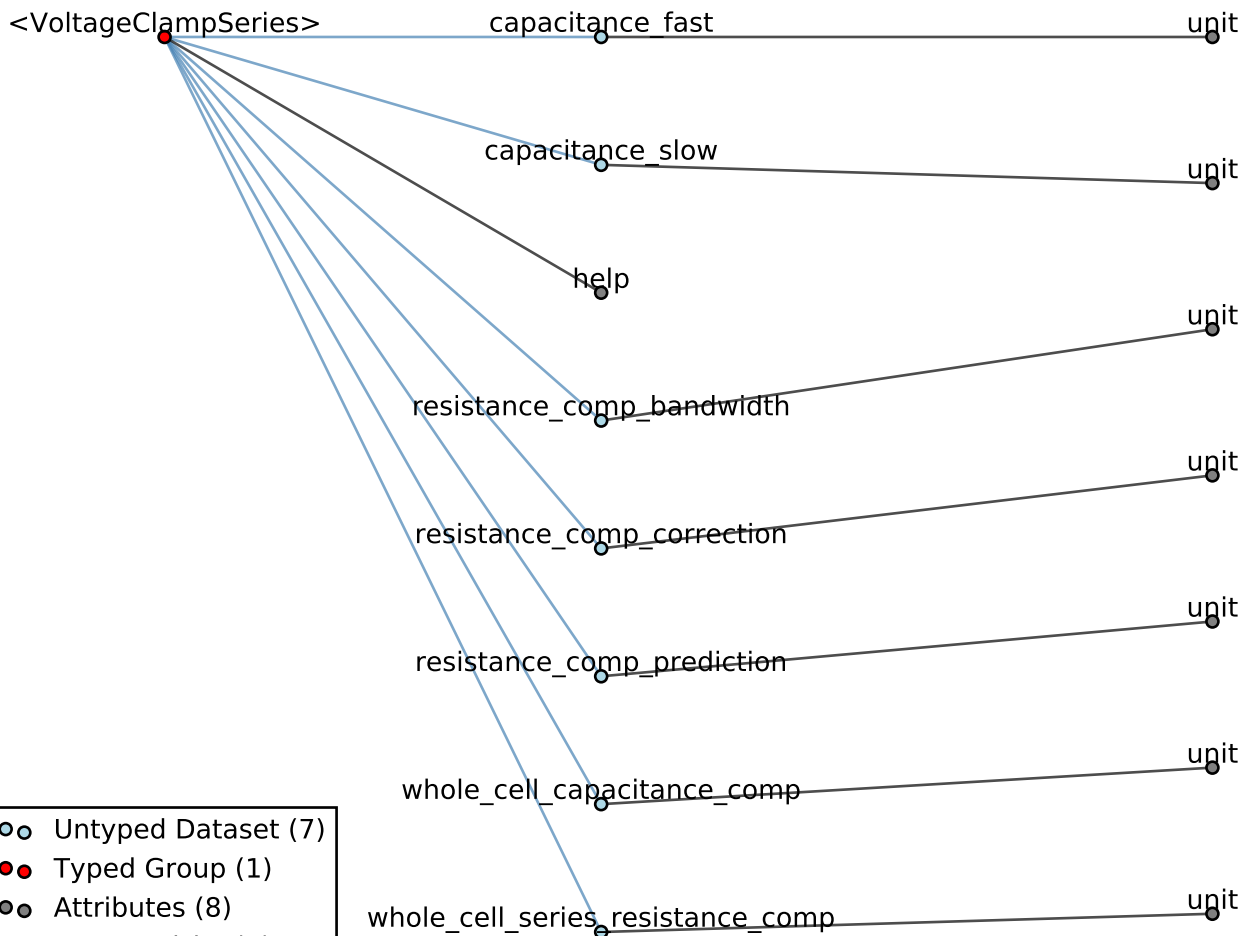 <VoltageClampSeries>
capacitance_fast
unit
capacitance_slow
unit
help
unit
resistance_comp_bandwidth
unit
resistance_comp_correction
unit
resistance_comp_prediction
unit
whole_cell_capacitance_comp
Untyped Dataset (7)
Typed Group (1)
Attributes (8)
unit
whole_cell_series_resistance_comp